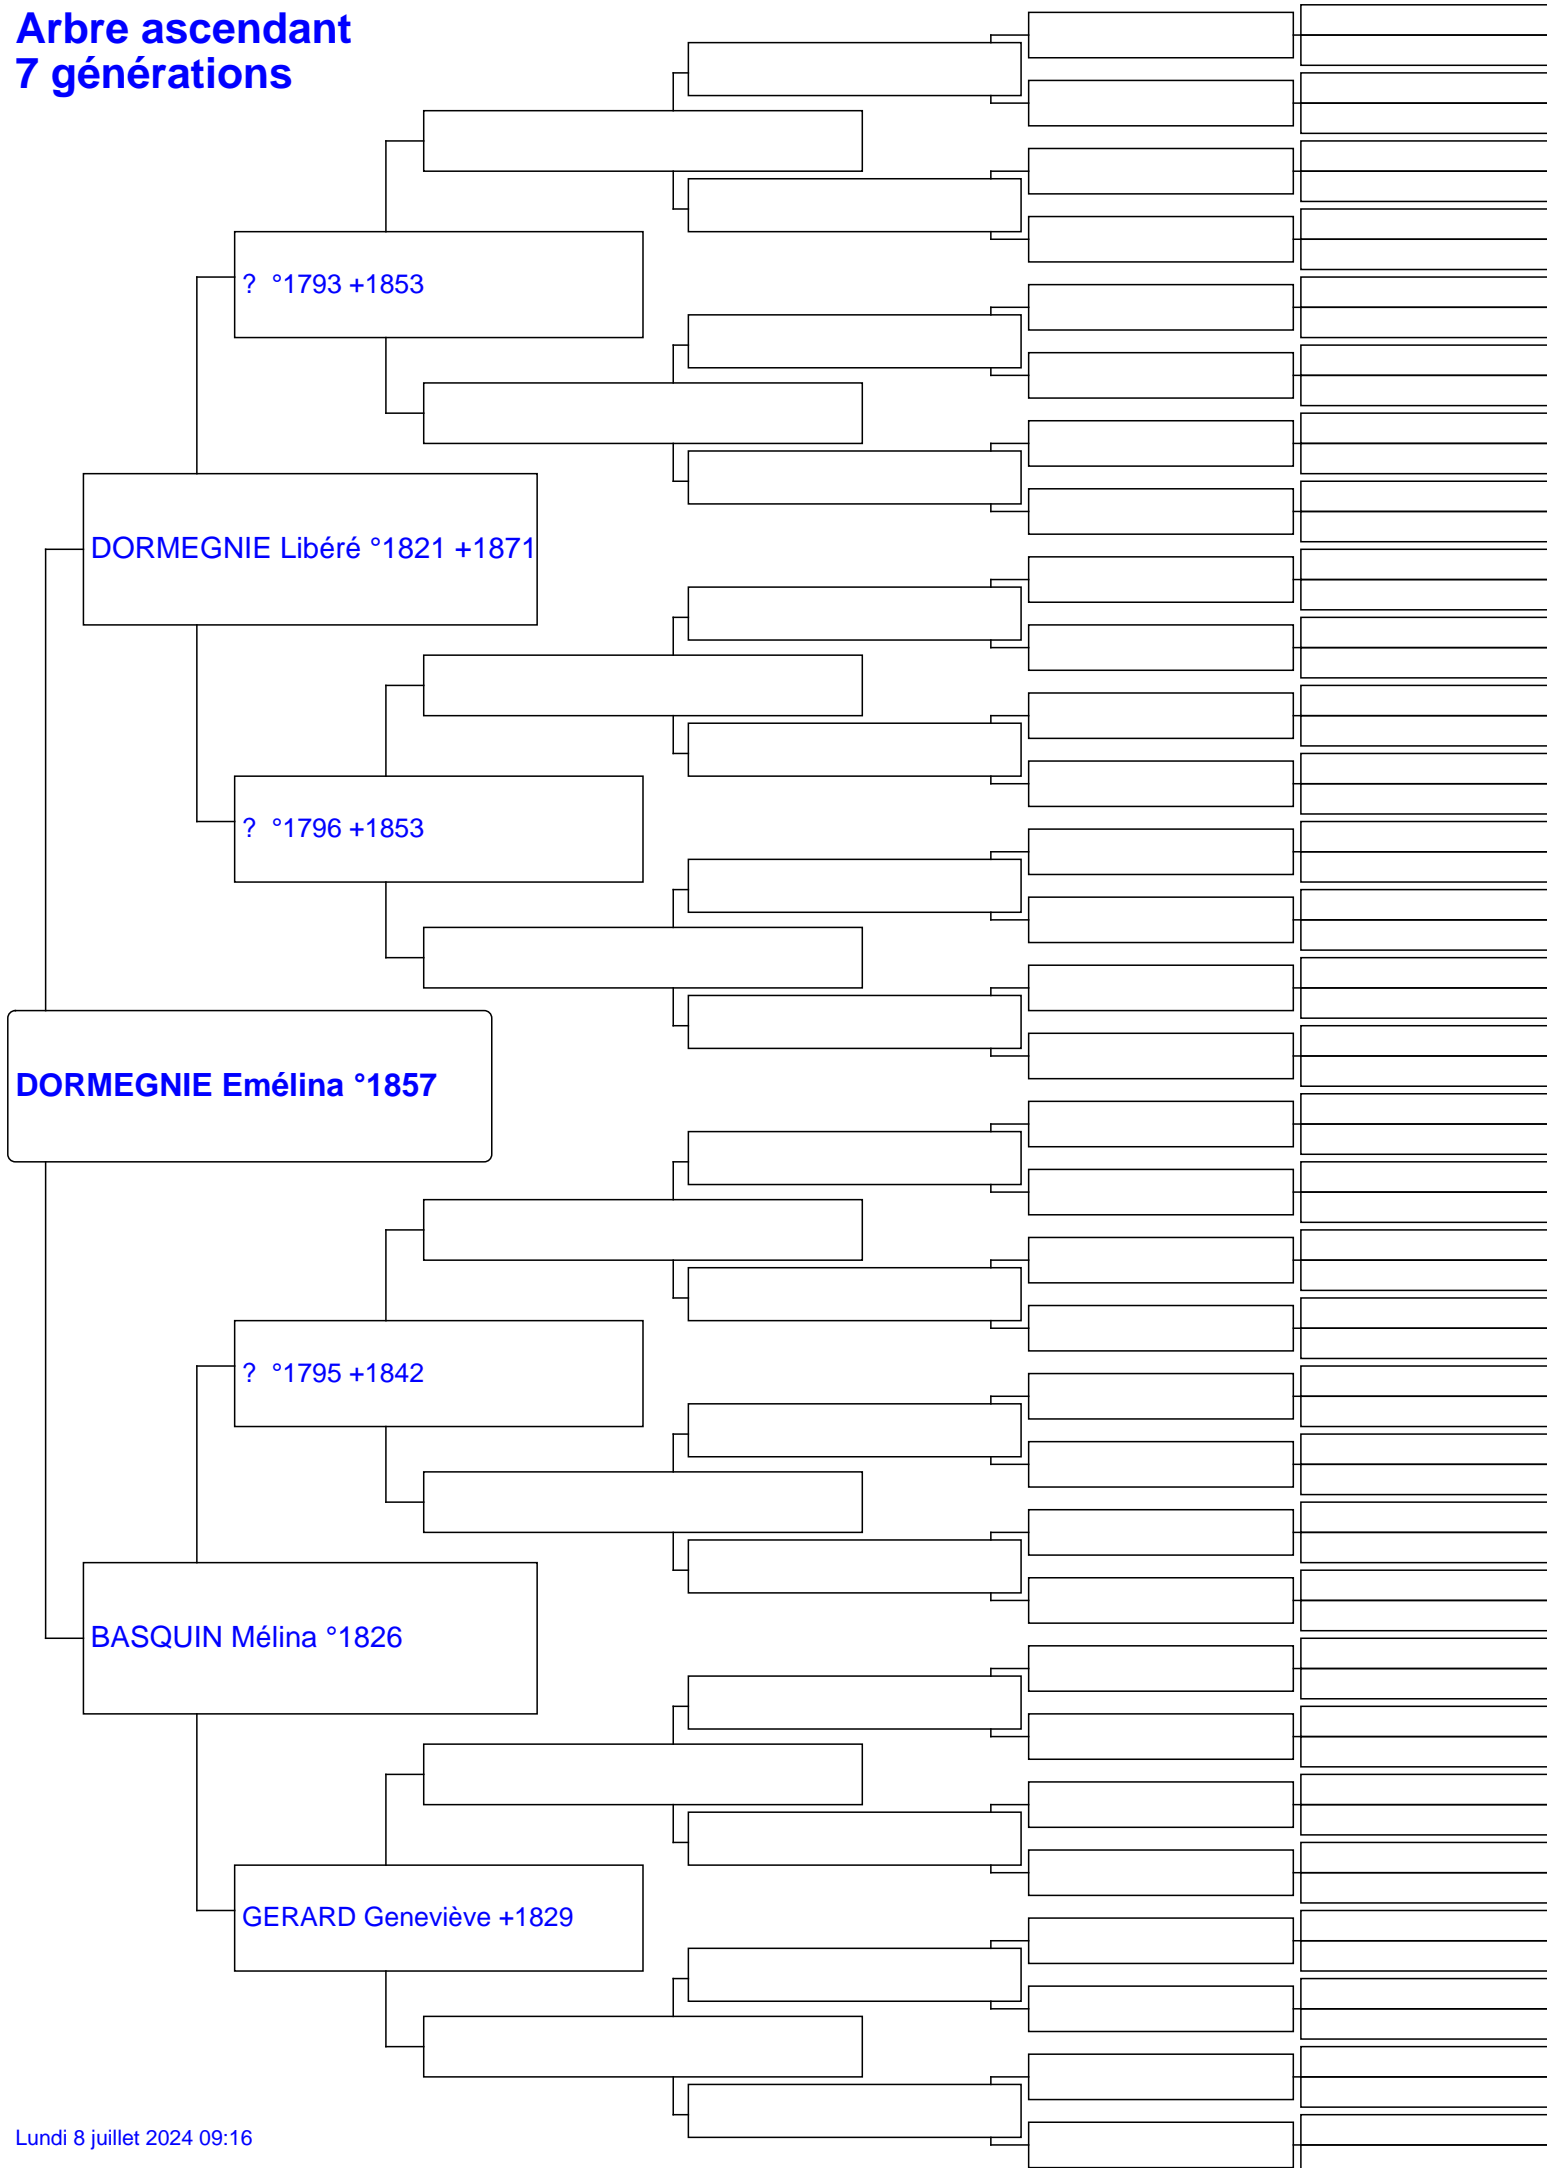 Arbre ascendant
7 générations
? °1793 +1853
DORMEGNIE Libéré °1821 +1871
? °1796 +1853
DORMEGNIE Emélina °1857
? °1795 +1842
BASQUIN Mélina °1826
GERARD Geneviève +1829
Lundi 8 juillet 2024 09:16